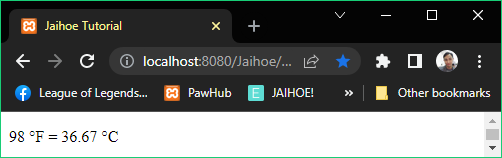 Jaihoe Tutorial
localhost:8080/Jaihoe/...
League of Legends... PawHub JAIHOE! Other bookmarks
98 °F = 36.67 °C